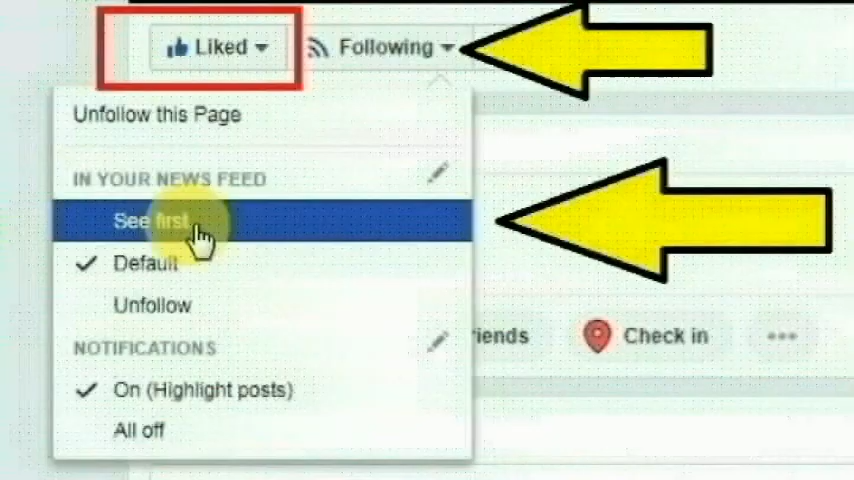 Liked Following
Unfollow this Page
IN YOUR NEWS FEED
See first
Default
Unfollow
NOTIFICATIONS
riends Check in
On (Highlight posts)
All off